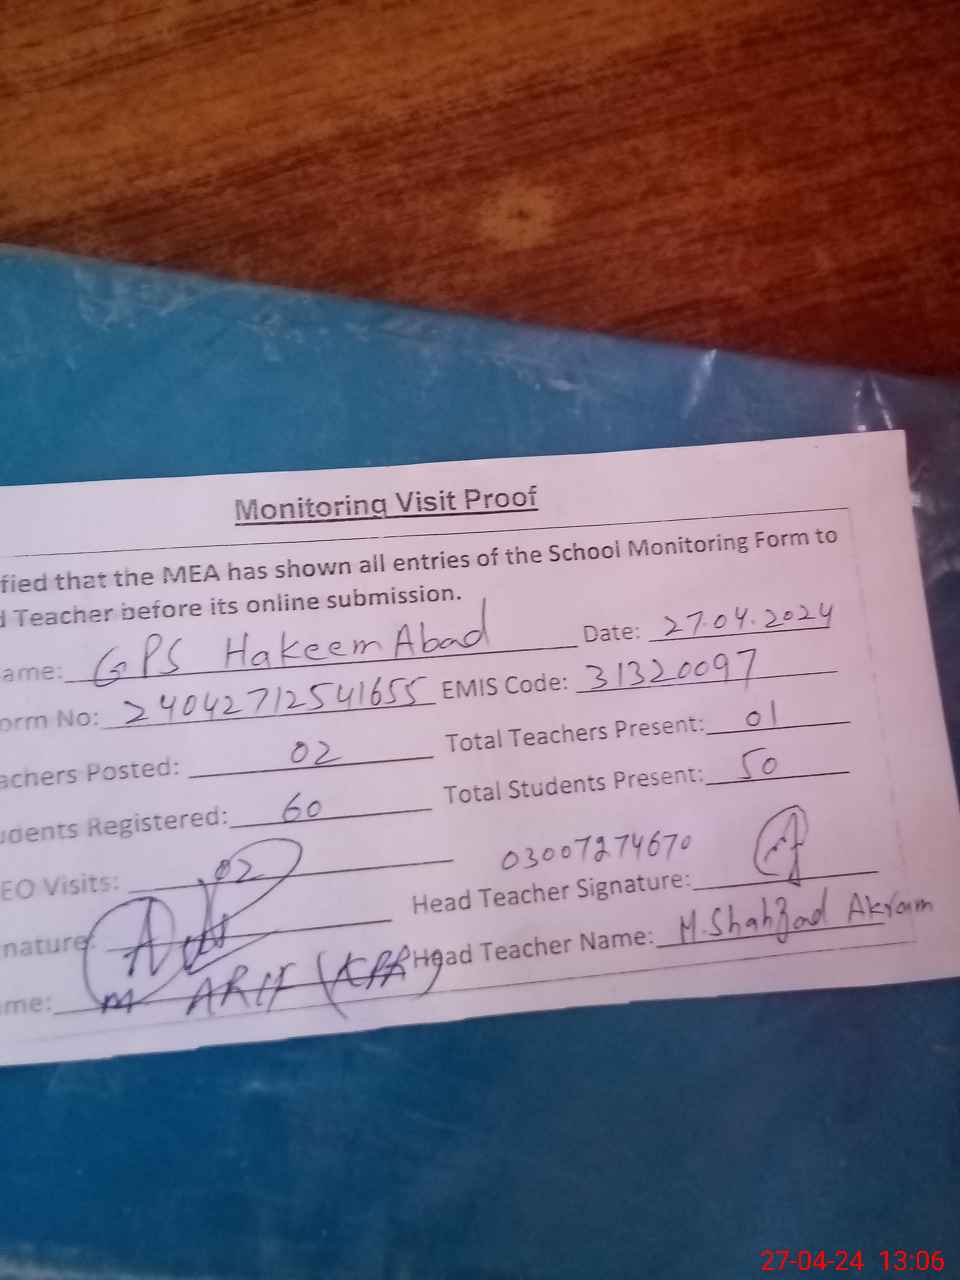 Monitoring Visit Proof
fied that the MEA has shown all entries of the School Monitoring Form to
d Teacher before its online submission.
ame: GPS Hakeem Abad Date: 27.04.2024
orm No: 24042712541655 EMIS Code: 31320097
achers Posted: 02 Total Teachers Present: 01
udents Registered: 60 Total Students Present: 50
EO Visits: 02 03007274670
nature: Head Teacher Signature:
me: M ARIF (KPR) Head Teacher Name: M.Shahzad Akram
27-04-24 13:06